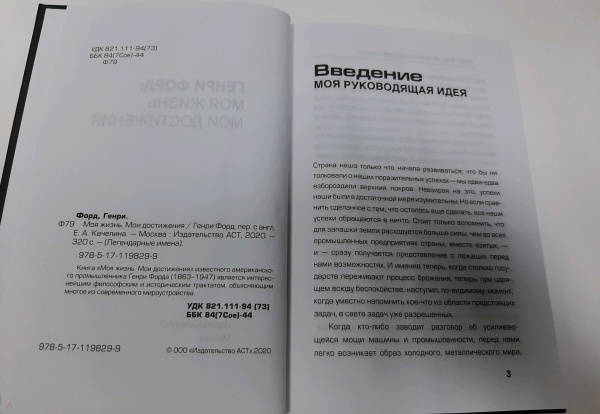 УДК 821.111-94(73)
ББК 84(7Сое)-44
Ф79
ГЕНРИ ФОРД:
МОЯ ЖИЗНЬ
МОИ ДОСТИЖЕНИЯ
Форд, Генри.
Ф79 Моя жизнь. Мои достижения / Генри Форд; пер. с англ.
Е. А. Качелина. — Москва : Издательство АСТ, 2020. —
320 с. — (Легендарные имена).
978-5-17-119829-9
Книга «Моя жизнь. Мои достижения» известного американско-
го промышленника Генри Форда (1863–1947) является интерес-
нейшим философским и историческим трактатом, объясняющим
многое из современного мироустройства.
УДК 821.111-94 (73)
ББК 84(7Сое)-44
978-5-17-119829-9
© ООО «Издательство АСТ», 2020
Введение
МОЯ РУКОВОДЯЩАЯ ИДЕЯ
Страна наша только что начала развиваться; что бы ни
толковали о наших поразительных успехах — мы едва-едва
взбороздили верхний покров. Невзирая на это, успехи
наши были в достаточной мере изумительны. Но если сравнить
сделанное с тем, что осталось еще сделать, все наши
успехи обращаются в ничто. Стоит только вспомнить, что
для запашки земли расходуется больше силы, чем во всех
промышленных предприятиях страны, вместе взятых, —
и — сразу получается представление о лежащих перед
нами возможностях. И именно теперь, когда столько госу-
дарств переживают процесс брожения, теперь, при царя-
щем всюду беспокойстве, наступил, по-видимому, момент,
когда уместно напомнить кое-что из области предстоящих
задач, в свете задач уже разрешенных.
Когда кто-либо заводит разговор об усиливаю-
щейся мощи машины и промышленности, перед нами
легко возникает образ холодного, металлического мира,
3